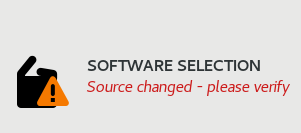 SOFTWARE SELECTION
Source changed - please verify